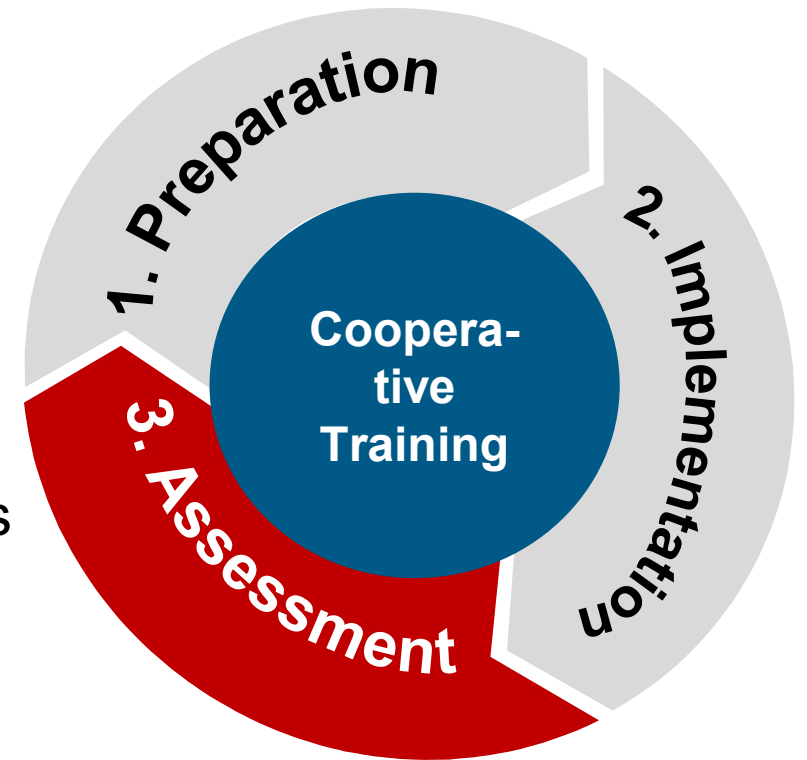 1. Preparation
2. Implementation
3. Assessment
Coopera-
tive
Training
s